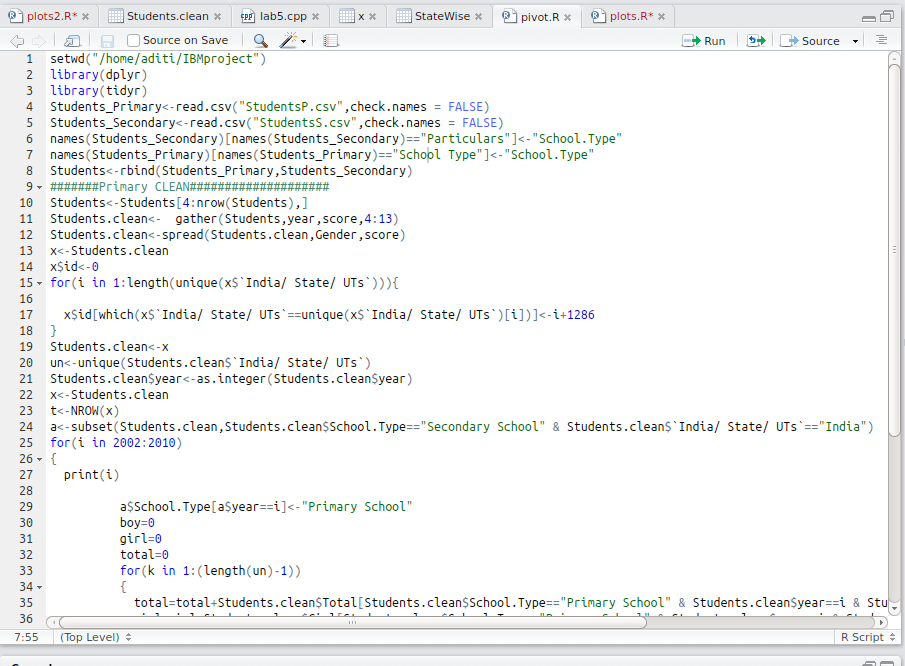 plots2.R* × Students.clean × lab5.cpp × x × StateWise × pivot.R × plots.R* ×
Source on Save Run Source
1 setwd("/home/aditi/IBMproject")
2 library(dplyr)
3 library(tidyr)
4 Students_Primary<-read.csv("StudentsP.csv",check.names = FALSE)
5 Students_Secondary<-read.csv("StudentsS.csv",check.names = FALSE)
6 names(Students_Secondary)[names(Students_Secondary)=="Particulars"]<-"School.Type"
7 names(Students_Primary)[names(Students_Primary)=="School Type"]<-"School.Type"
8 Students<-rbind(Students_Primary,Students_Secondary)
9 #######Primary CLEAN####################
10 Students<-Students[4:nrow(Students),]
11 Students.clean<- gather(Students,year,score,4:13)
12 Students.clean<-spread(Students.clean,Gender,score)
13 x<-Students.clean
14 x$id<-0
15 for(i in 1:length(unique(x$`India/ State/ UTs`))){
16
17 x$id[which(x$`India/ State/ UTs`==unique(x$`India/ State/ UTs`)[i])]<-i+1286
18 }
19 Students.clean<-x
20 un<-unique(Students.clean$`India/ State/ UTs`)
21 Students.clean$year<-as.integer(Students.clean$year)
22 x<-Students.clean
23 t<-NROW(x)
24 a<-subset(Students.clean,Students.clean$School.Type=="Secondary School" & Students.clean$`India/ State/ UTs`=="India")
25 for(i in 2002:2010)
26 {
27 print(i)
28
29 a$School.Type[a$year==i]<-"Primary School"
30 boy=0
31 girl=0
32 total=0
33 for(k in 1:(length(un)-1))
34 {
35 total=total+Students.clean$Total[Students.clean$School.Type=="Primary School" & Students.clean$year==i & Stu
36
7:55 (Top Level) R Script